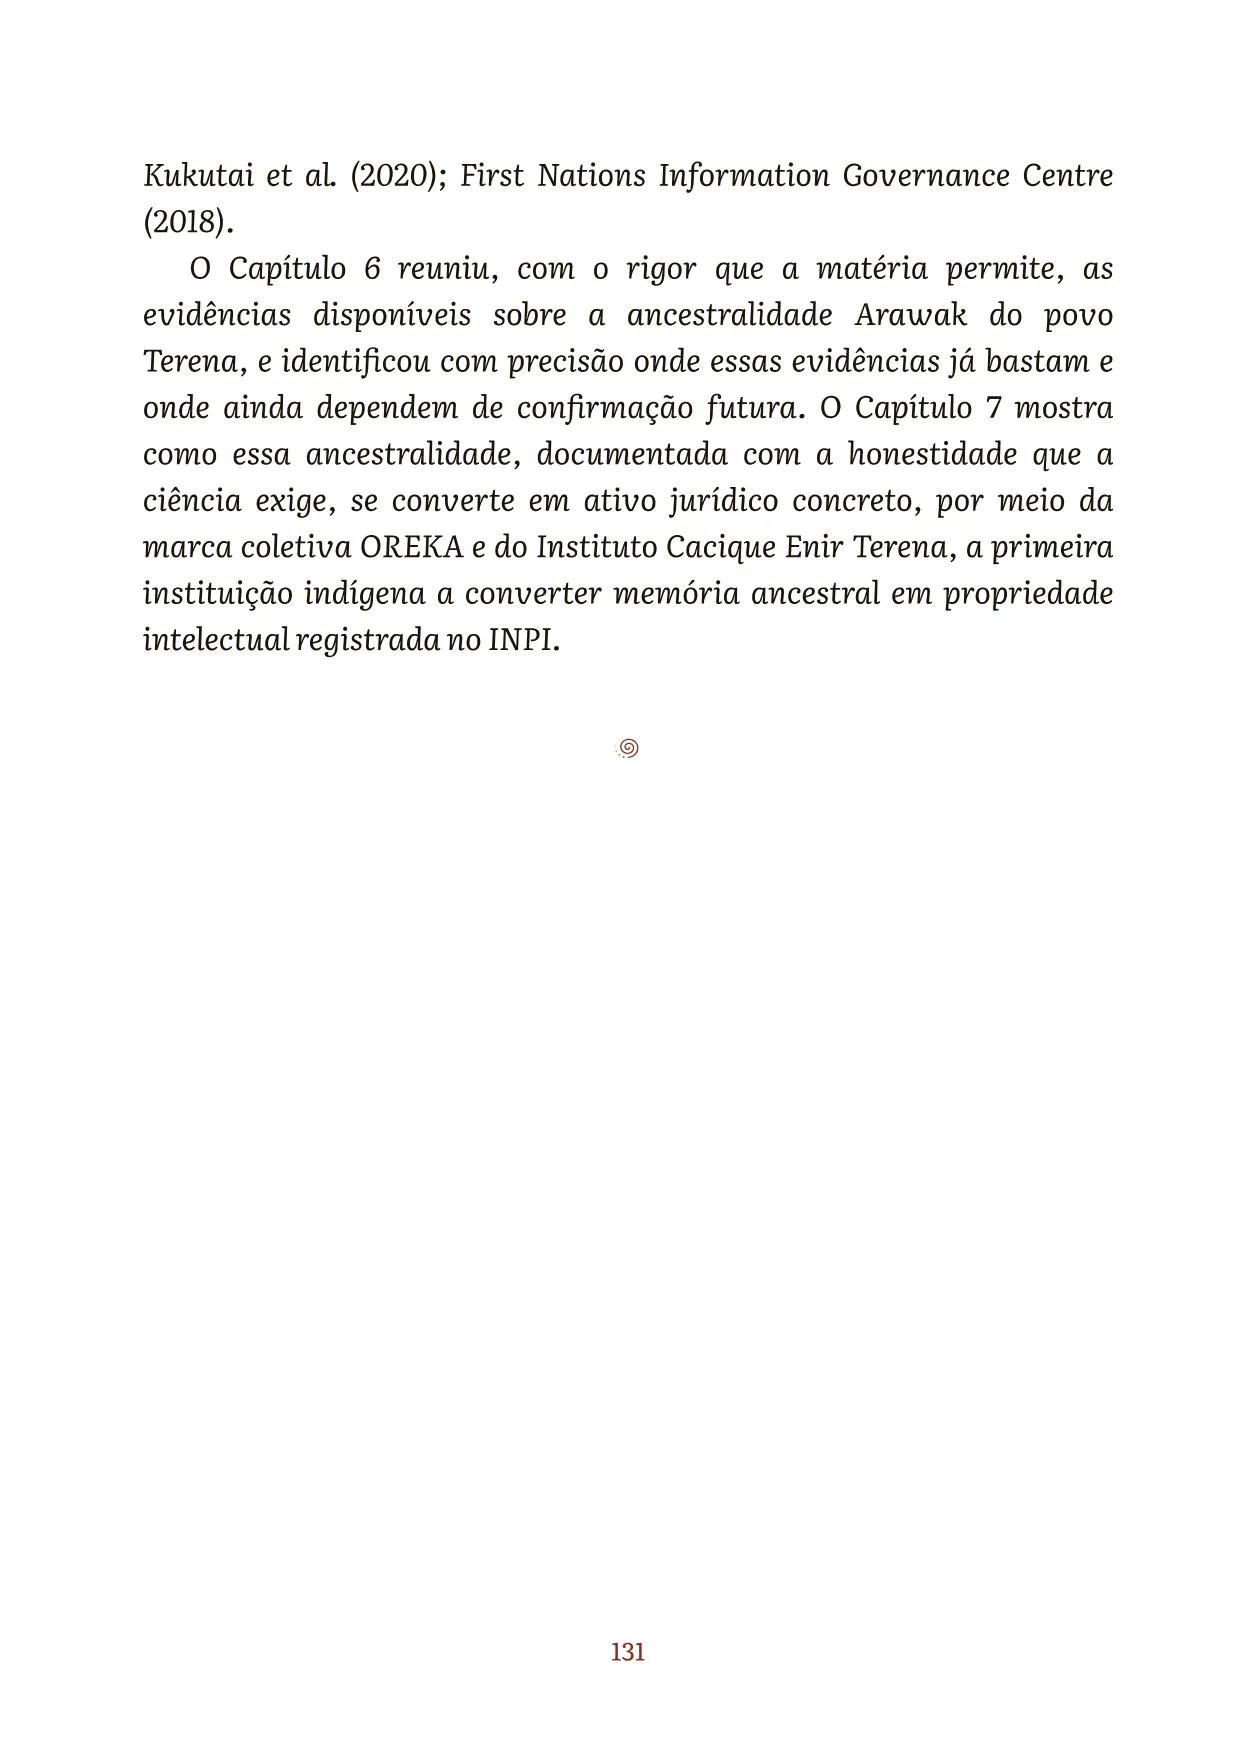 Kukutai et al. (2020); First Nations Information Governance Centre
(2018).
O Capítulo 6 reuniu, com o rigor que a matéria permite, as
evidências disponíveis sobre a ancestralidade Arawak do povo
Terena, e identificou com precisão onde essas evidências já bastam e
onde ainda dependem de confirmação futura. O Capítulo 7 mostra
como essa ancestralidade, documentada com a honestidade que a
ciência exige, se converte em ativo jurídico concreto, por meio da
marca coletiva OREKA e do Instituto Cacique Enir Terena, a primeira
instituição indígena a converter memória ancestral em propriedade
intelectual registrada no INPI.
131